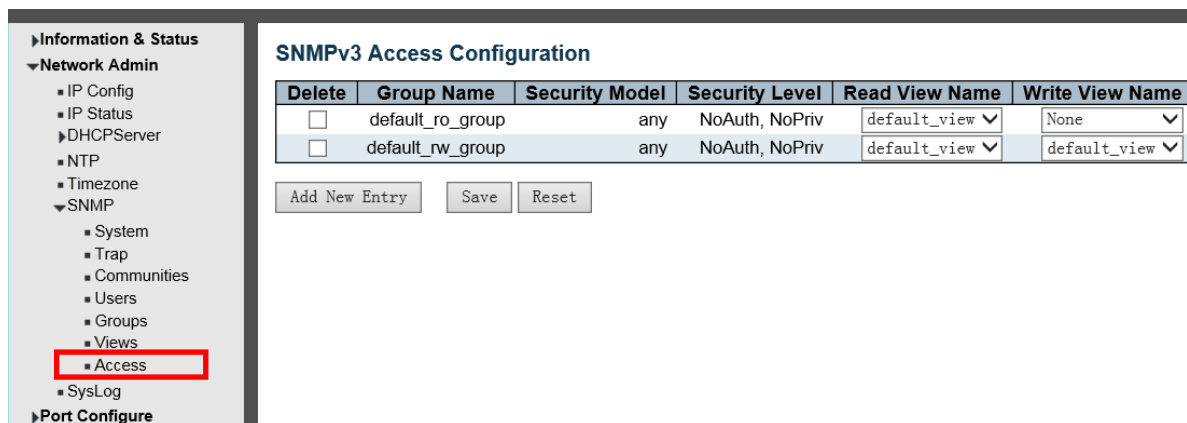 Information & Status
Network Admin
IP Config
IP Status
DHCPServer
NTP
Timezone
SNMP
System
Trap
Communities
Users
Groups
Views
Access
SysLog
Port Configure
SNMPv3 Access Configuration
Delete Group Name Security Model Security Level Read View Name Write View Name
default_ro_group any NoAuth, NoPriv default_view None
default_rw_group any NoAuth, NoPriv default_view default_view
Add New Entry Save Reset